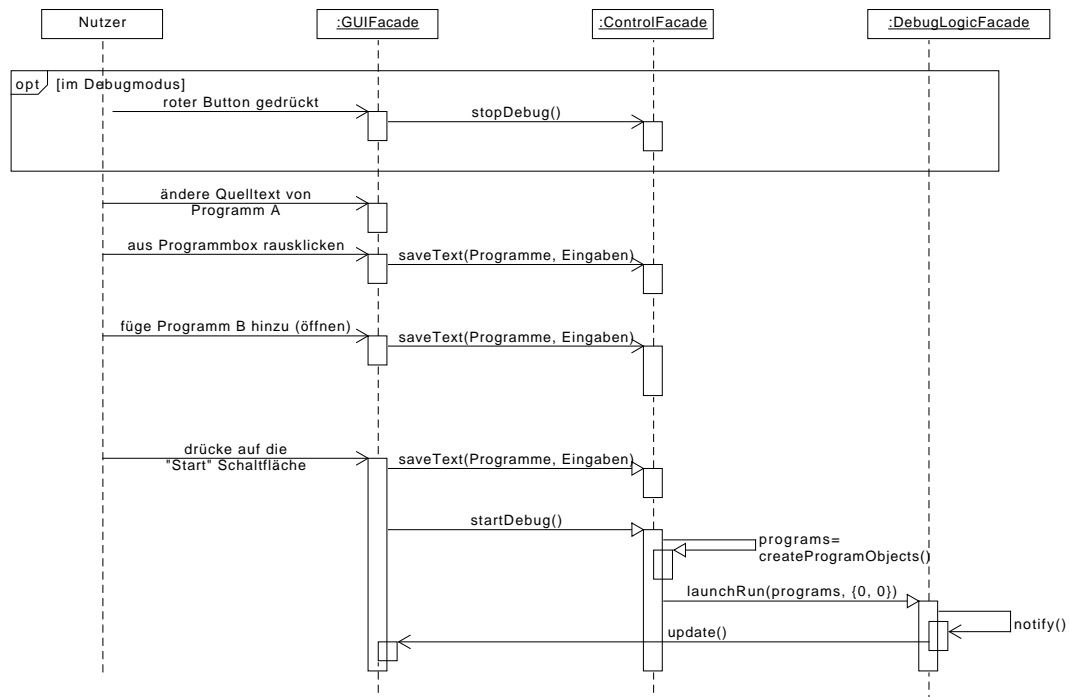 Nutzer
:GUIFacade
:ControlFacade
:DebugLogicFacade
opt
[im Debugmodus]
roter Button gedrückt
stopDebug()
ändere Quelltext von
Programm A
aus Programmbox rausklicken
saveText(Programme, Eingaben)
füge Programm B hinzu (öffnen)
saveText(Programme, Eingaben)
drücke auf die
"Start" Schaltfläche
saveText(Programme, Eingaben)
startDebug()
programs=
createProgramObjects()
launchRun(programs, {0, 0})
notify()
update()